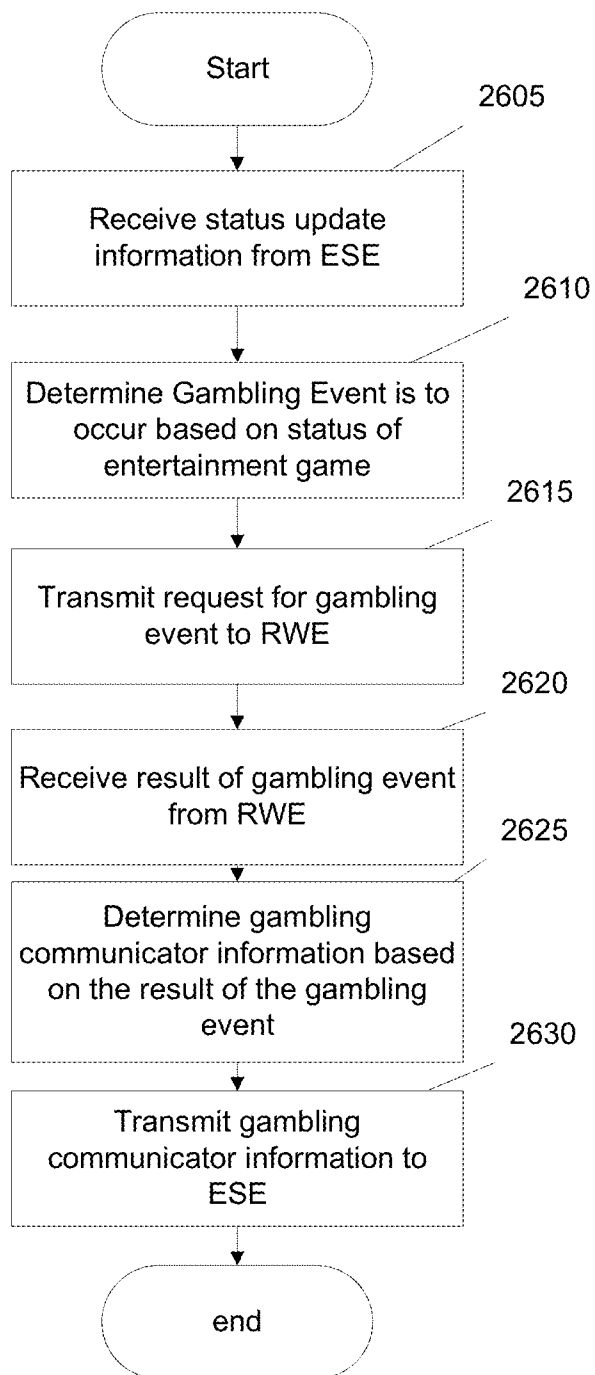 Start
2605
Receive status update
information from ESE
2610
Determine Gambling Event is to
occur based on status of
entertainment game
2615
Transmit request for gambling
event to RWE
2620
Receive result of gambling event
from RWE
2625
Determine gambling
communicator information based
on the result of the gambling
event
2630
Transmit gambling
communicator information to
ESE
end